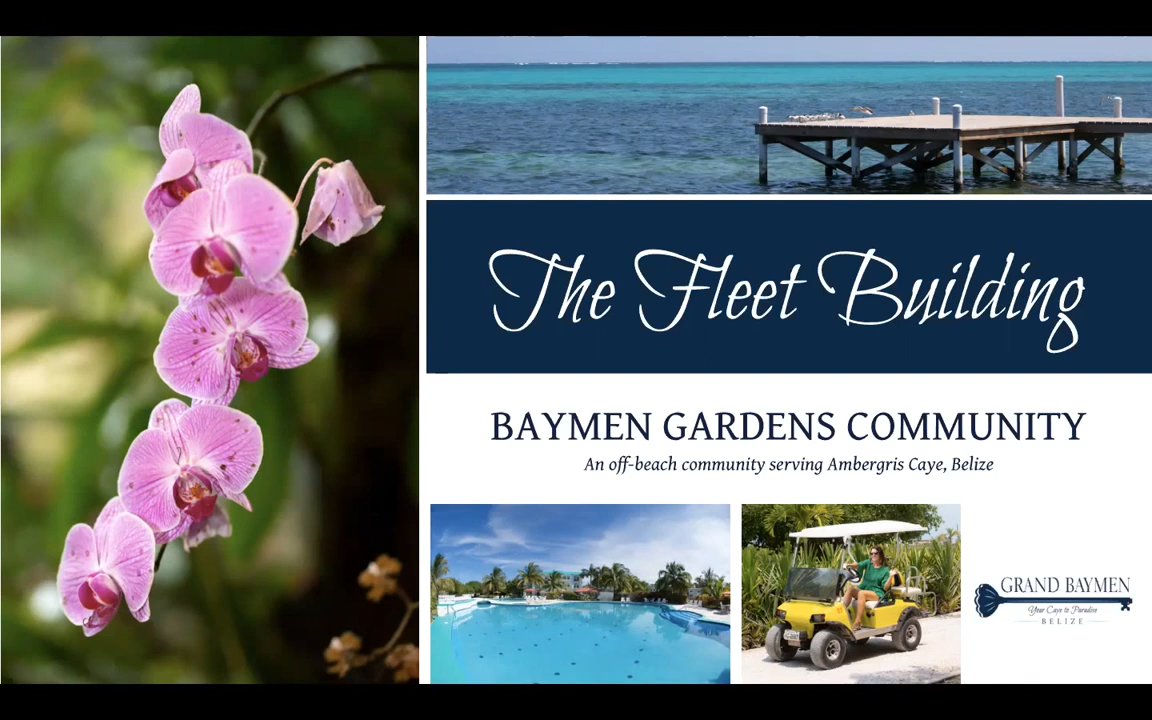 The Fleet Building
BAYMEN GARDENS COMMUNITY
An off-beach community serving Ambergris Caye, Belize
GRAND BAYMEN
Your Caye to Paradise
BELIZE